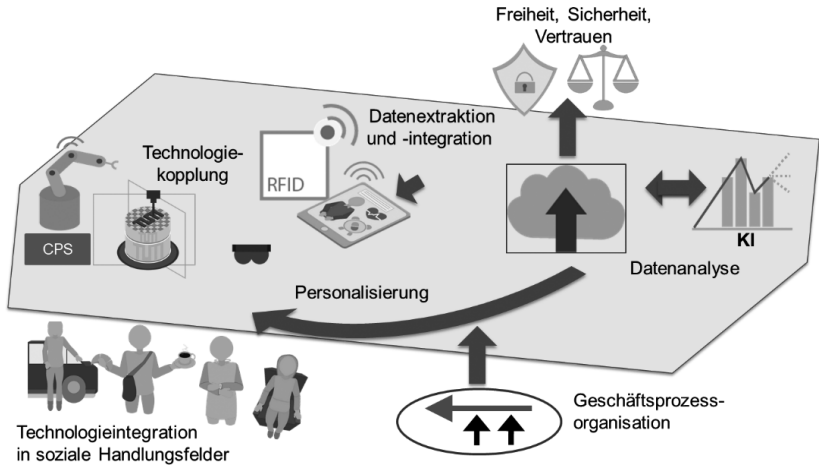 Freiheit, Sicherheit,
Vertrauen
Datenextraktion
und -integration
Technologie-
kopplung
RFID
CPS
KI
Datenanalyse
Personalisierung
Geschäftsprozess-
organisation
Technologieintegration
in soziale Handlungsfelder